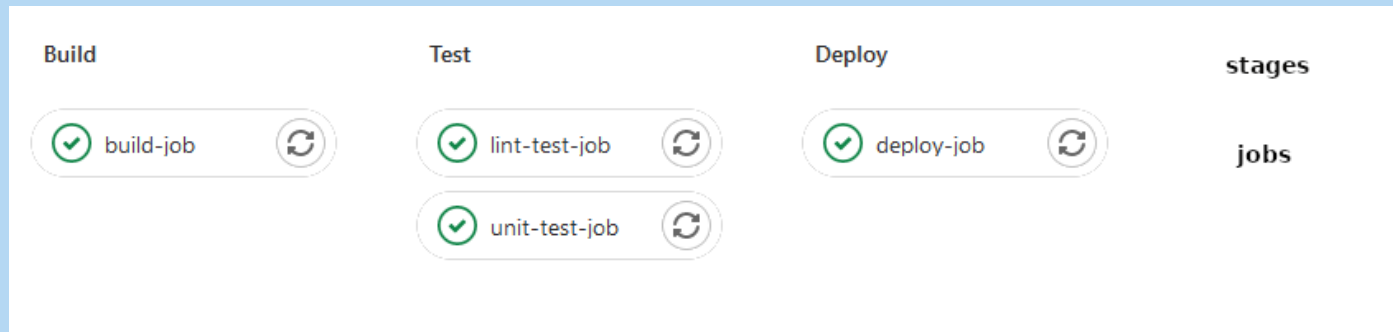 Build
Test
Deploy
stages
build-job
lint-test-job
deploy-job
jobs
unit-test-job